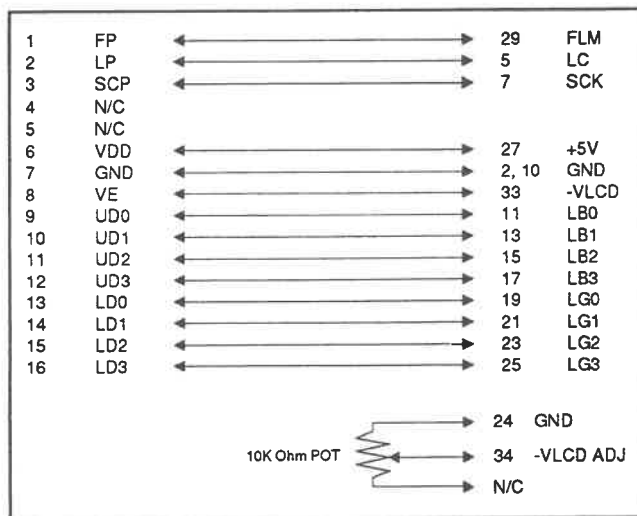 1 FP 29 FLM
2 LP 5 LC
3 SCP 7 SCK
4 N/C
5 N/C
6 VDD 27 +5V
7 GND 2, 10 GND
8 VE 33 -VLCD
9 UD0 11 LB0
10 UD1 13 LB1
11 UD2 15 LB2
12 UD3 17 LB3
13 LD0 19 LG0
14 LD1 21 LG1
15 LD2 23 LG2
16 LD3 25 LG3
24 GND
10K Ohm POT 34 -VLCD ADJ
N/C